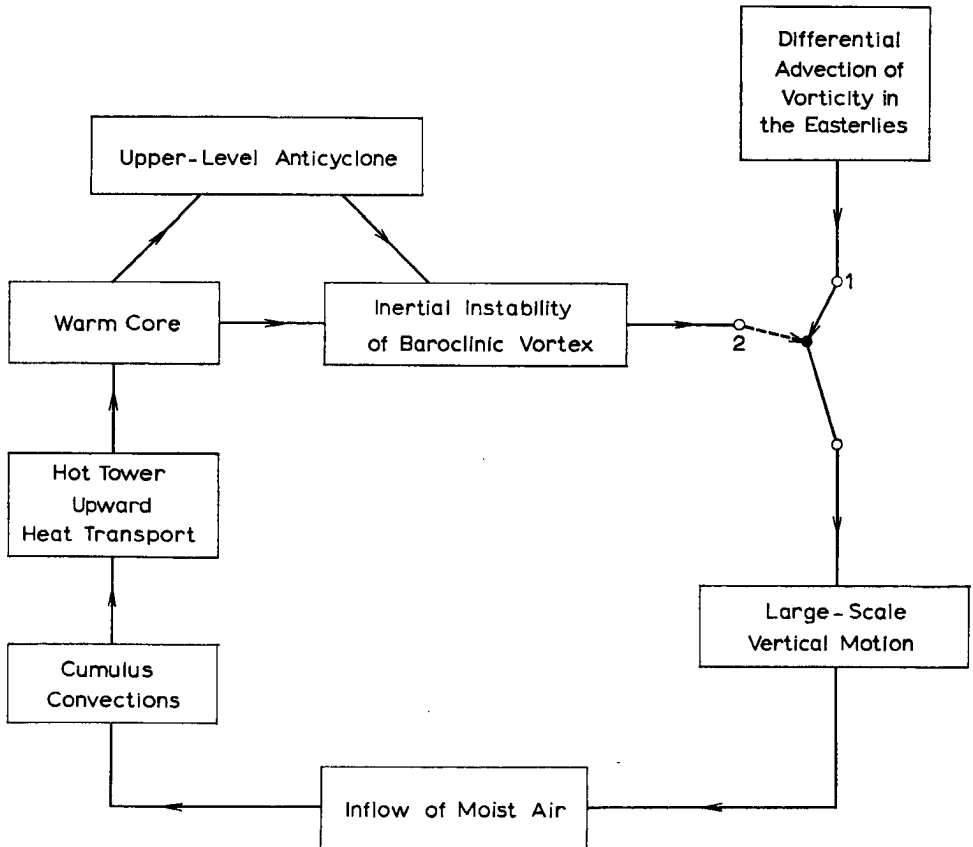 Differential
Advection of
Vorticity in
the Easterlies
Upper-Level Anticyclone
1
Warm Core
Inertial Instability
of Baroclinic Vortex
2
Hot Tower
Upward
Heat Transport
Large-Scale
Vertical Motion
Cumulus
Convections
Inflow of Moist Air